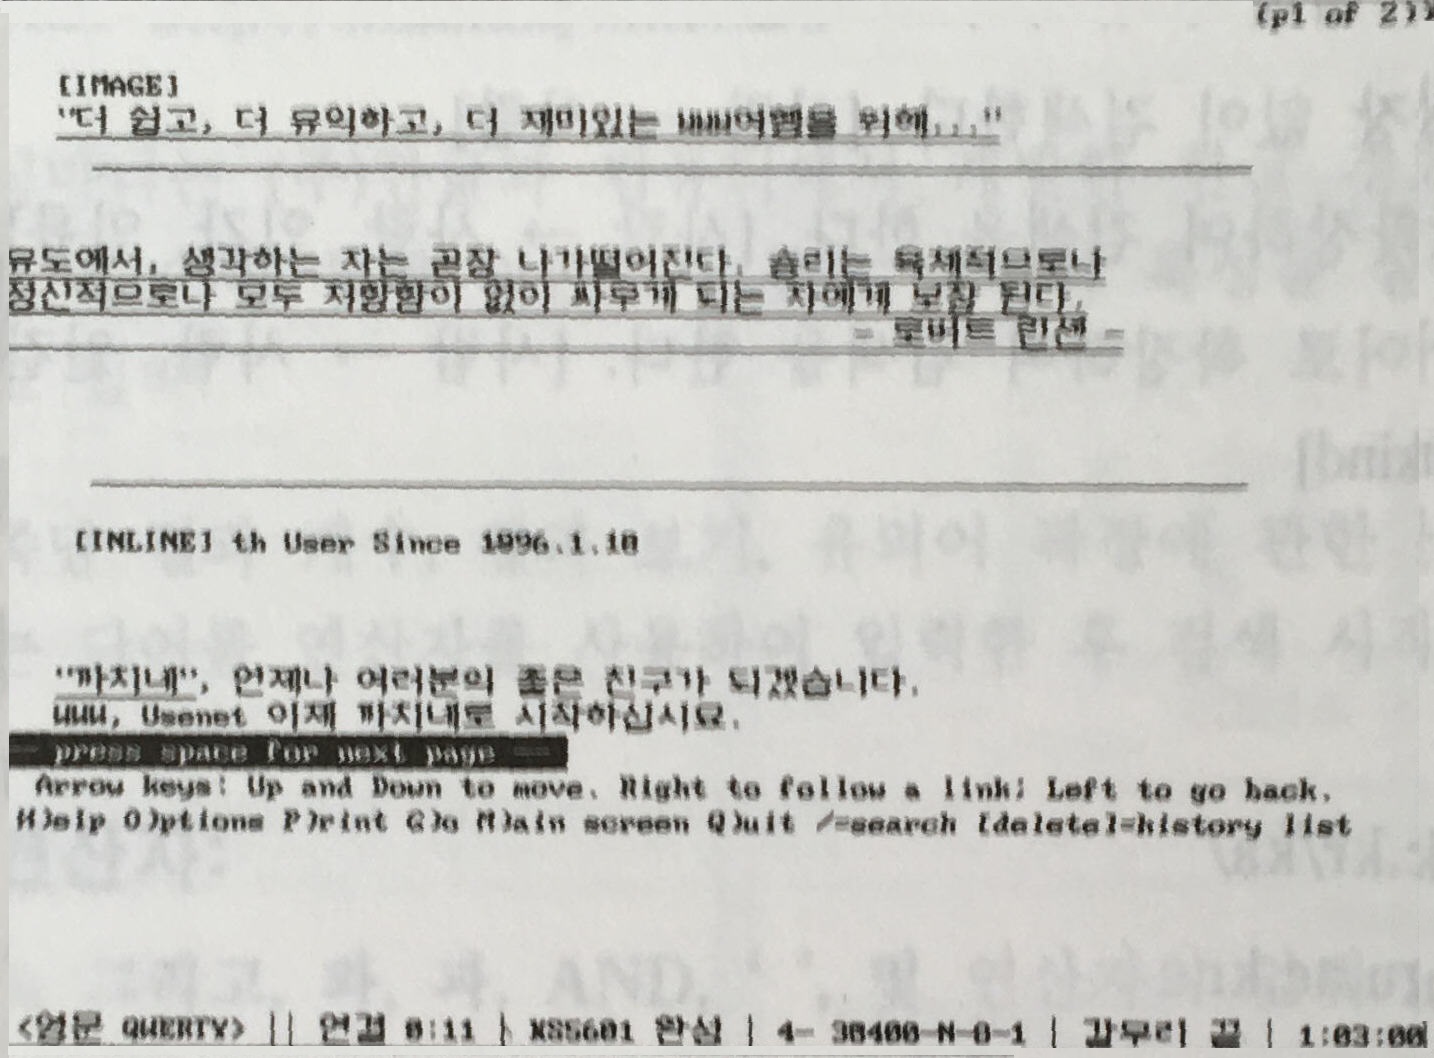 (p1 of 2)
[IMAGE]
"더 쉽고, 더 유익하고, 더 재미있는 WWW여행을 위해..."
유도에서, 생각하는 자는 곧장 나가떨어진다. 승리는 육체적으로나
정신적으로나 모두 저항함이 없이 싸우게 되는 자에게 보장 된다.
- 로버트 린센 -
[INLINE] th User Since 1996.1.10
"까치네", 언제나 여러분의 좋은 친구가 되겠습니다.
WWW, Usenet 이제 까치네로 시작하십시요.
press space for next page
Arrow keys: Up and Down to move. Right to follow a link; Left to go back.
H)elp O)ptions P)rint G)o M)ain screen Q)uit /=search [delete]=history list
<영문 QWERTY> || 연결 0:11 | KS5601 완성 | 4- 38400-N-8-1 | 갈무리 끔 | 1:03:00